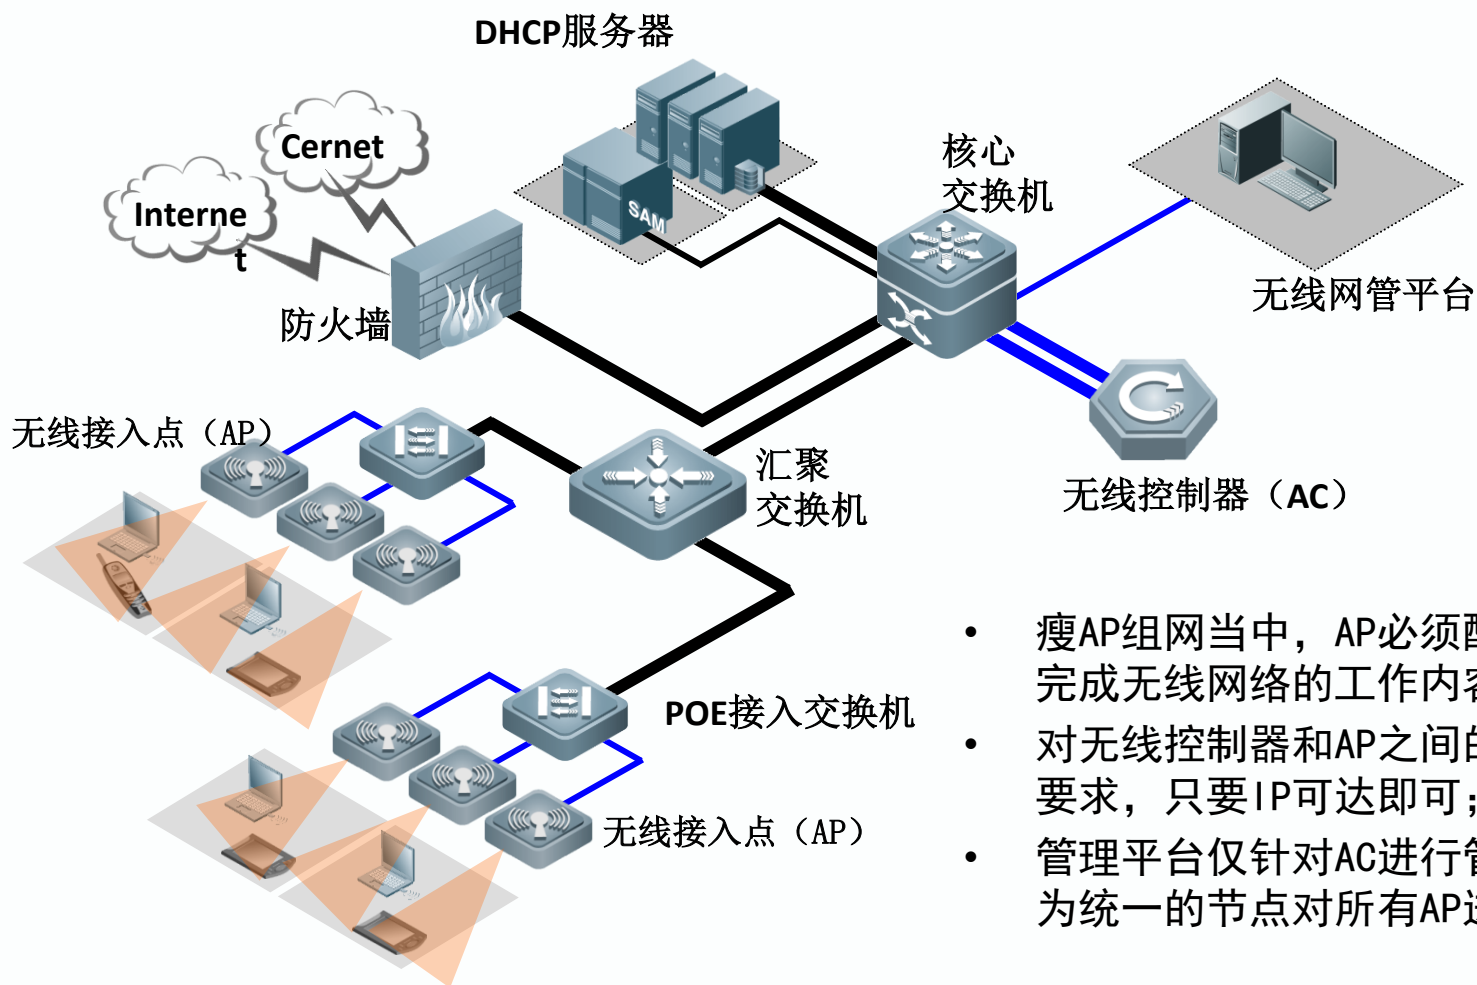 DHCP服务器
Cernet
Interne
t
防火墙
SAM
核心
交换机
无线网管平台
无线接入点（AP）
汇聚
交换机
无线控制器（AC）
POE接入交换机
无线接入点（AP）
• 瘦AP组网当中，AP必须
完成无线网络的工作内
• 对无线控制器和AP之间
要求，只要IP可达即可；
• 管理平台仅针对AC进行
为统一的节点对所有AP